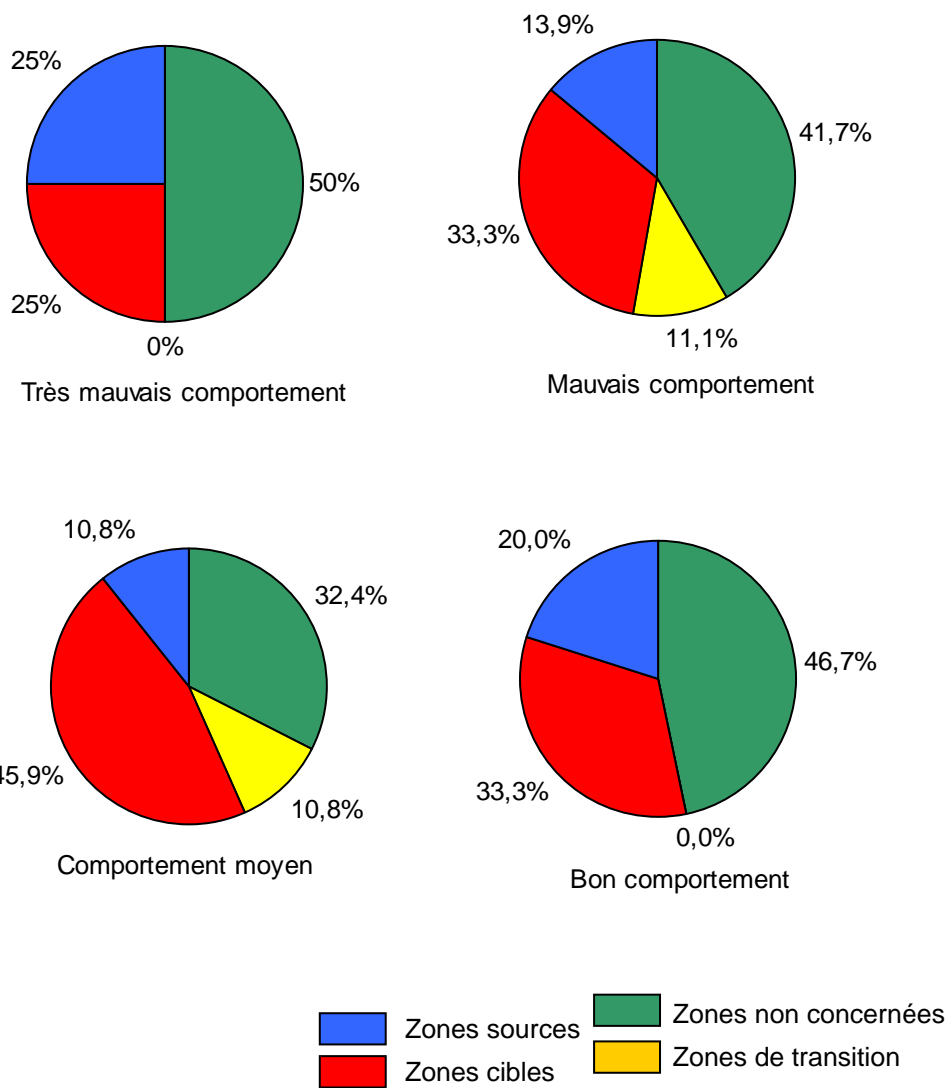 13,9%
25%
41,7%
50%
33,3%
25%
0%
11,1%
Très mauvais comportement
Mauvais comportement
10,8%
20,0%
32,4%
46,7%
45,9%
33,3%
10,8%
0,0%
Comportement moyen
Bon comportement
Zones sources
Zones non concernées
Zones cibles
Zones de transition